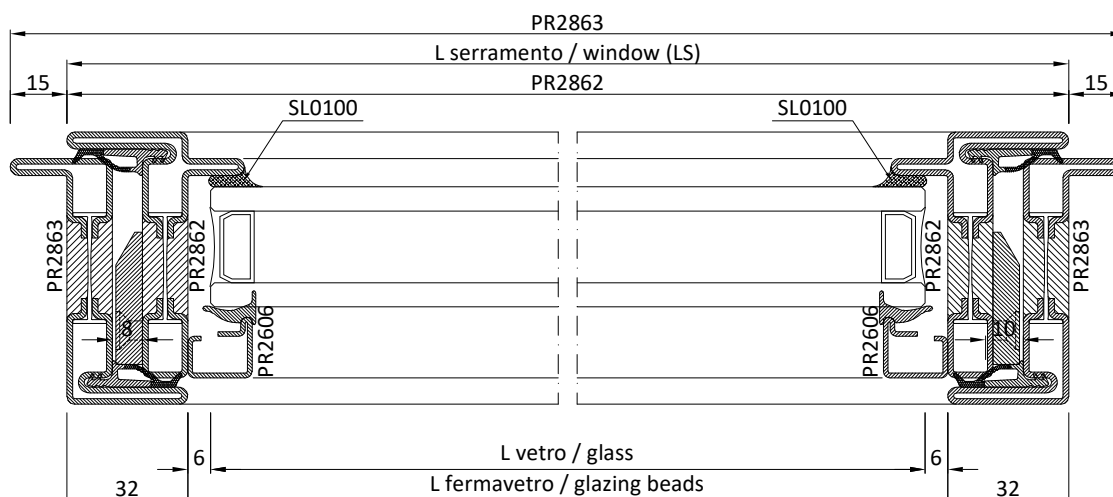 PR2863
L serramento / window (LS)
15
PR2862
15
SL0100
SL0100
PR2863
PR2862
PR2862
PR2863
8
10
PR2606
PR2606
6
L vetro / glass
6
32
L fermavetro / glazing beads
32